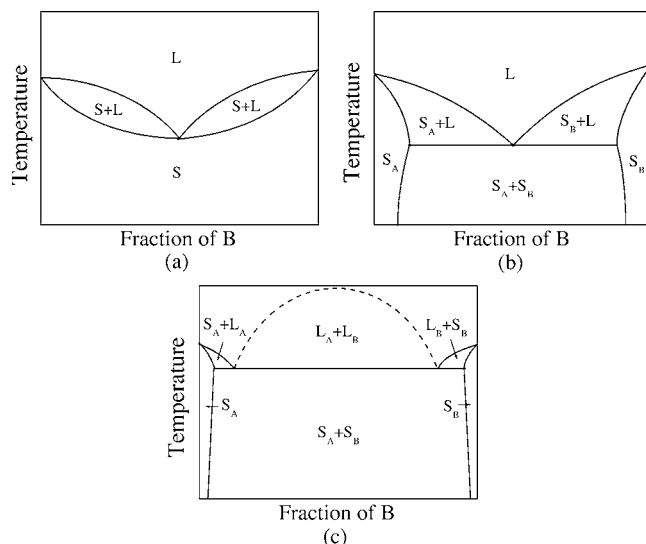 Temperature
L
S+L
S+L
S
Fraction of B
(a)
Temperature
L
S_A+L
S_B+L
S_A
S_B
S_A+S_B
Fraction of B
(b)
Temperature
S_A+L_A
L_A+L_B
L_B+S_B
S_A
S_B
S_A+S_B
Fraction of B
(c)